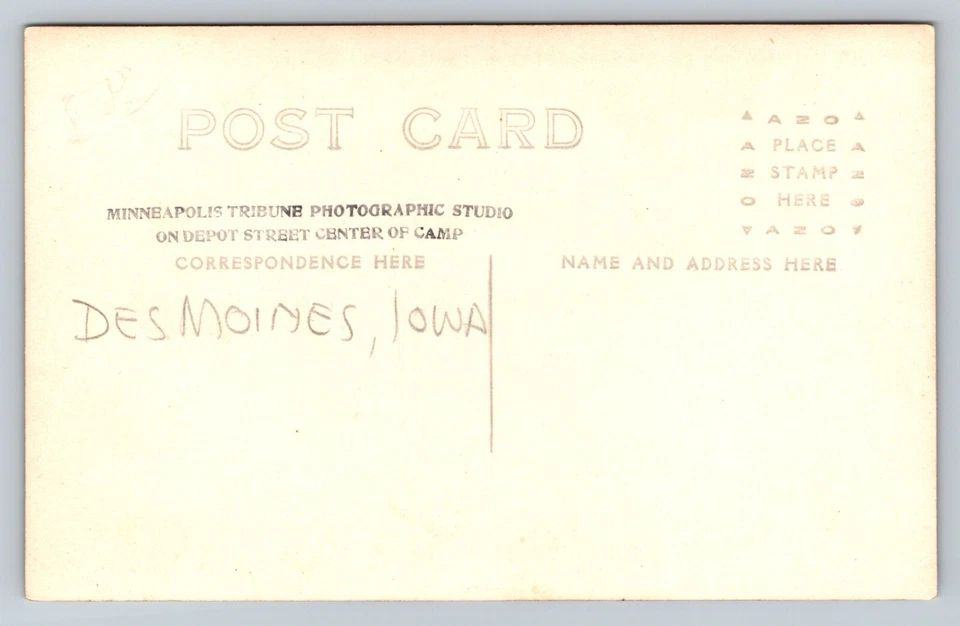 POST CARD
▲ AZO ▲
A PLACE A
Z STAMP Z
O HERE O
▼ AZO ▼
MINNEAPOLIS TRIBUNE PHOTOGRAPHIC STUDIO
ON DEPOT STREET CENTER OF CAMP
CORRESPONDENCE HERE
NAME AND ADDRESS HERE
DES MOINES, IOWA